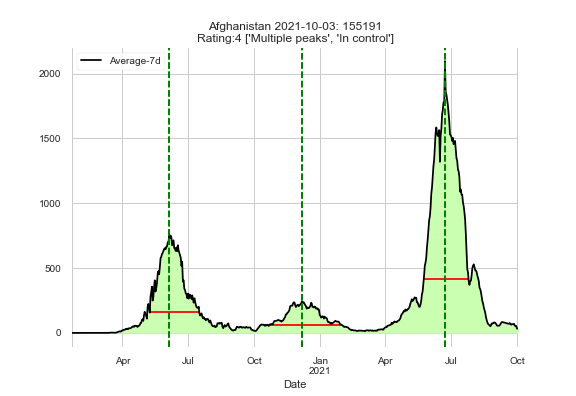 Afghanistan 2021-10-03: 155191
Rating:4 ['Multiple peaks', 'In control']
Average-7d
2000
1500
1000
500
0
Apr Jul Oct Jan Apr Jul Oct
2021
Date